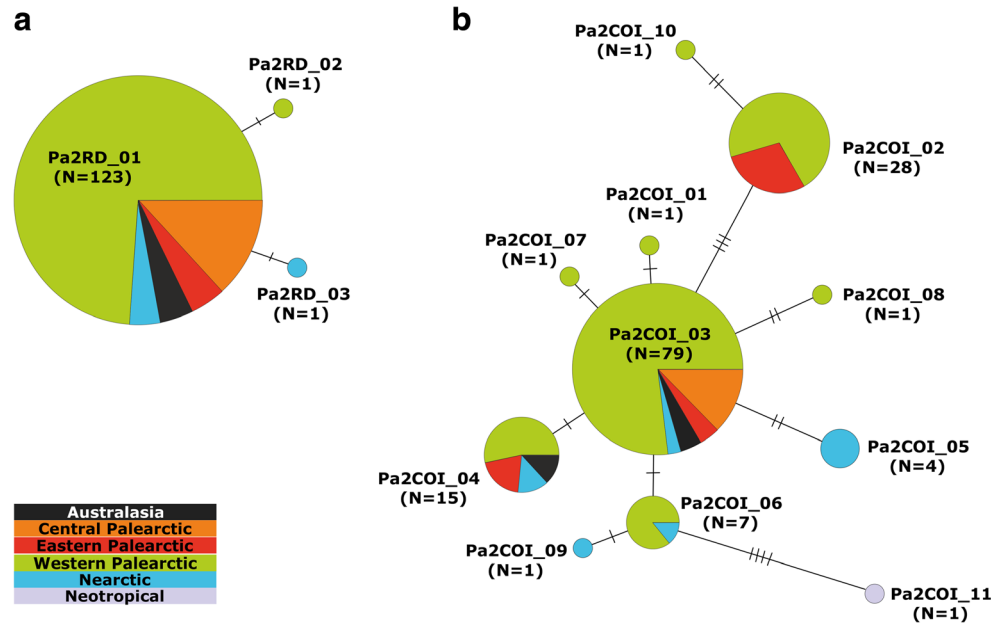 a
Pa2RD_02
(N=1)
Pa2RD_01
(N=123)
Pa2RD_03
(N=1)
b
Pa2COI_10
(N=1)
Pa2COI_02
(N=28)
Pa2COI_01
(N=1)
Pa2COI_07
(N=1)
Pa2COI_08
(N=1)
Pa2COI_03
(N=79)
Pa2COI_05
(N=4)
Pa2COI_04
(N=15)
Pa2COI_06
(N=7)
Pa2COI_09
(N=1)
Pa2COI_11
(N=1)
Australasia
Central Palearctic
Eastern Palearctic
Western Palearctic
Nearctic
Neotropical